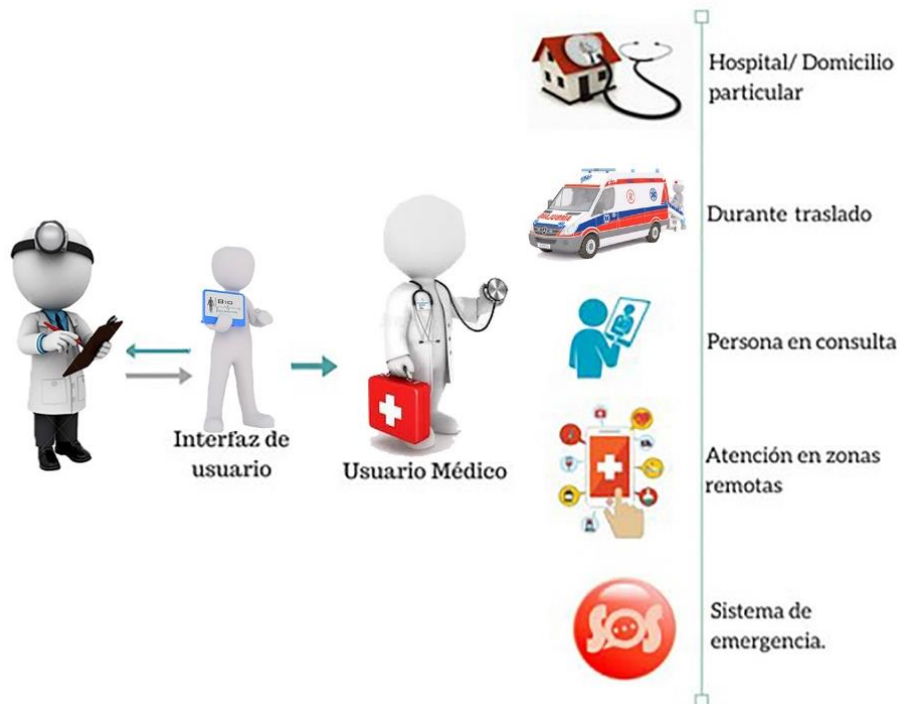 Hospital/ Domicilio
particular
Durante traslado
Persona en consulta
Interfaz de
usuario
Usuario Médico
Atención en zonas
remotas
SOS
Sistema de
emergencia.